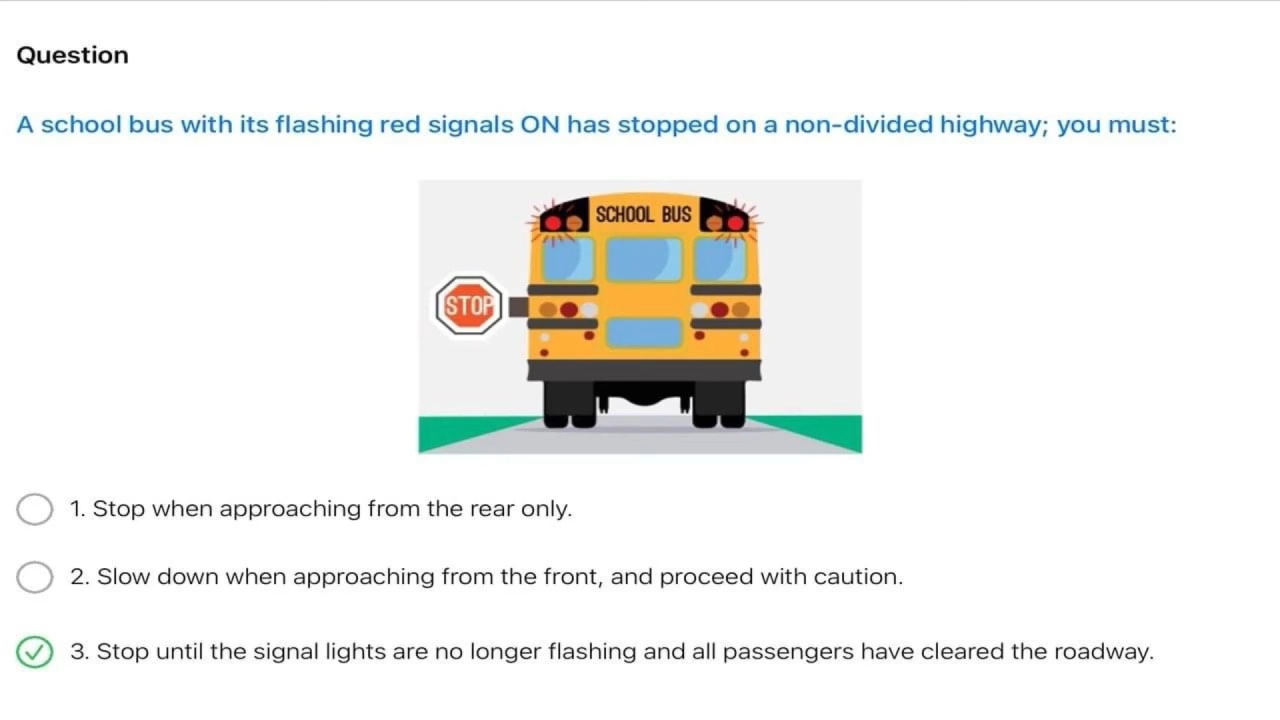 Question
A school bus with its flashing red signals ON has stopped on a non-divided highway; you must:
SCHOOL BUS
STOP
1. Stop when approaching from the rear only.
2. Slow down when approaching from the front, and proceed with caution.
3. Stop until the signal lights are no longer flashing and all passengers have cleared the roadway.